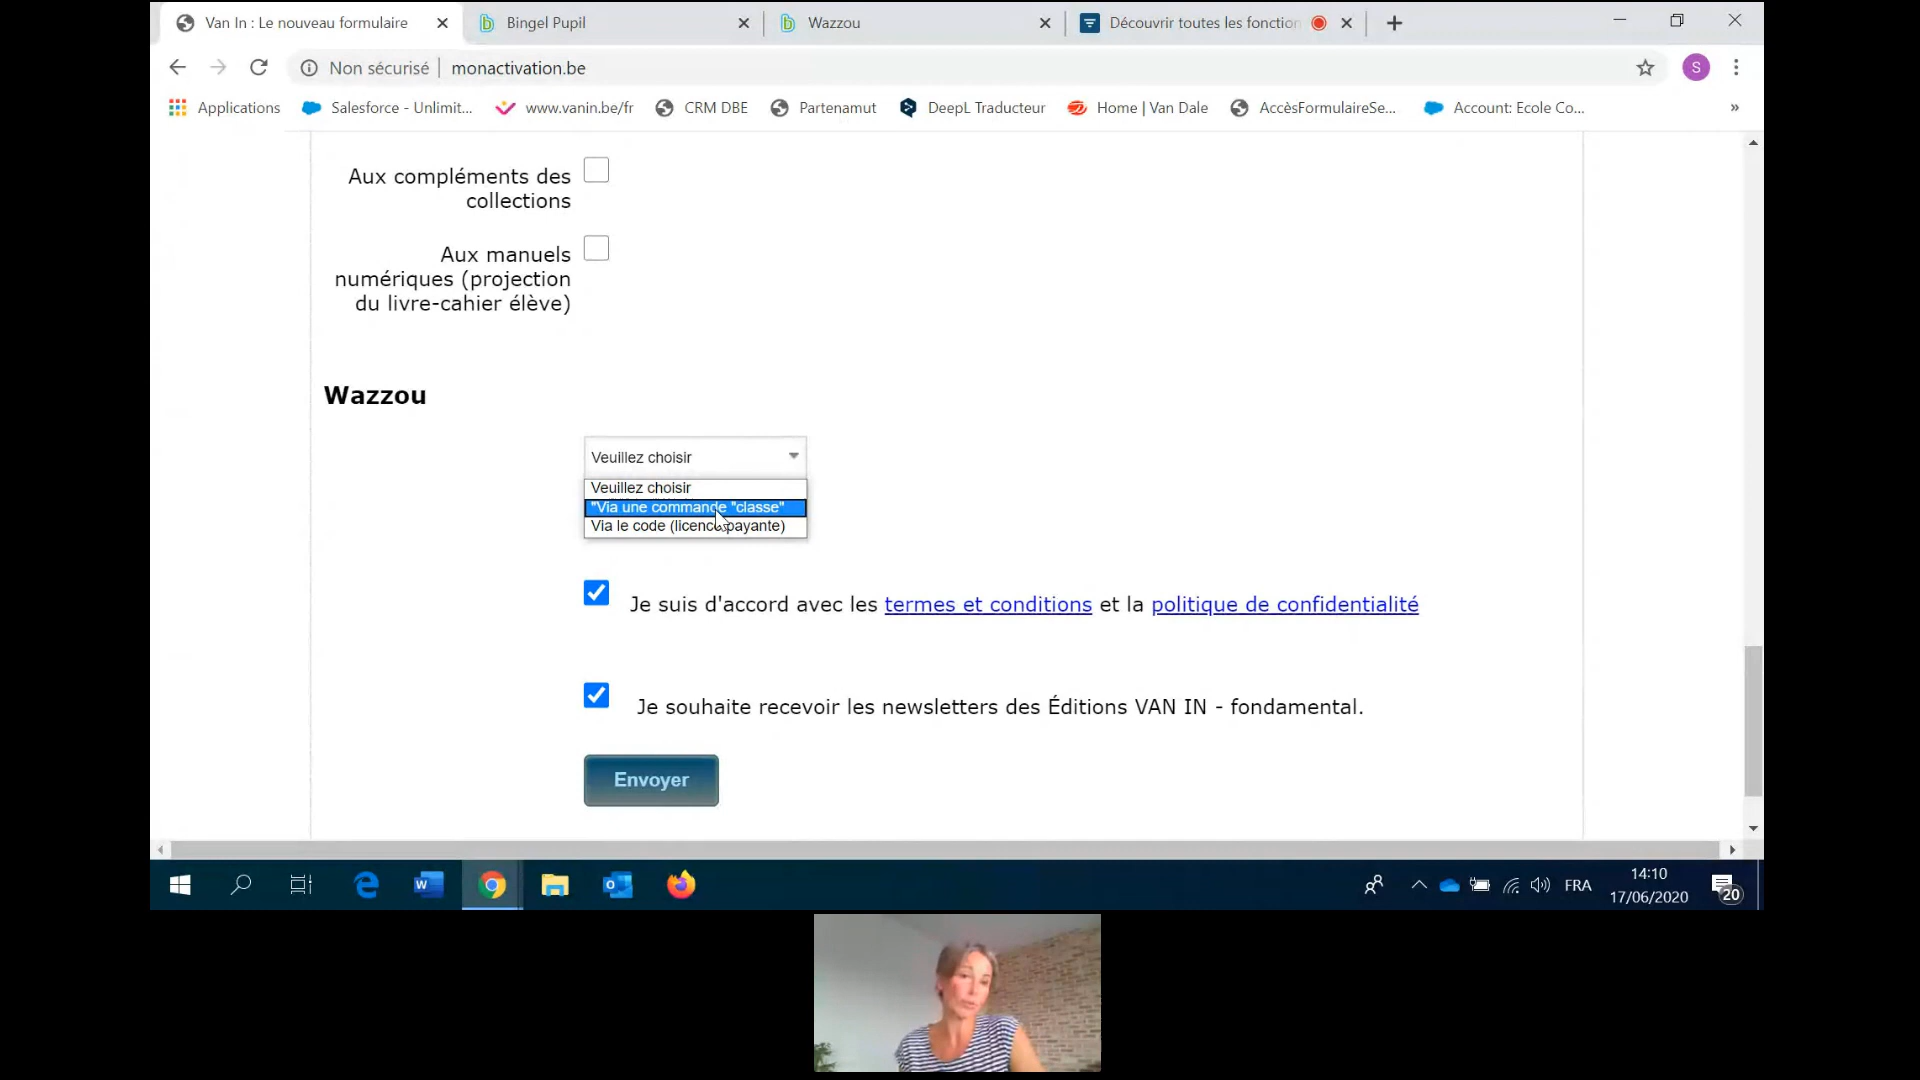 Van In : Le nouveau formulaire
Bingel Pupil
Wazzou
Découvrir toutes les fonction
Non sécurisé
monactivation.be
S
Applications
Salesforce - Unlimit...
www.vanin.be/fr
CRM DBE
Partenamut
DeepL Traducteur
Home | Van Dale
AccèsFormulaireSe...
Account: Ecole Co...
»
Aux compléments des
collections
Aux manuels
numériques (projection
du livre-cahier élève)
Wazzou
Veuillez choisir
Veuillez choisir
"Via une commande "classe"
Via le code (licence payante)
Je suis d'accord avec les termes et conditions et la politique de confidentialité
Je souhaite recevoir les newsletters des Éditions VAN IN - fondamental.
Envoyer
FRA
14:10
17/06/2020
20